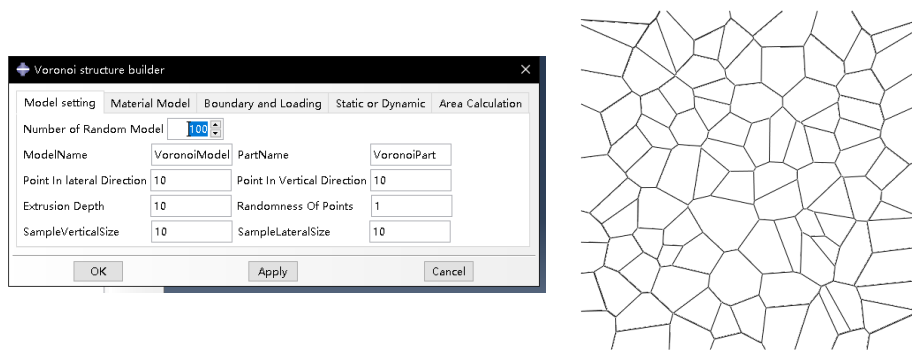 Voronoi structure builder
Model setting Material Model Boundary and Loading Static or Dynamic Area Calculation
Number of Random Model 100
ModelName VoronoiModel PartName VoronoiPart
Point In lateral Direction 10 Point In Vertical Direction 10
Extrusion Depth 10 Randomness Of Points 1
SampleVerticalSize 10 SampleLateralSize 10
OK Apply Cancel